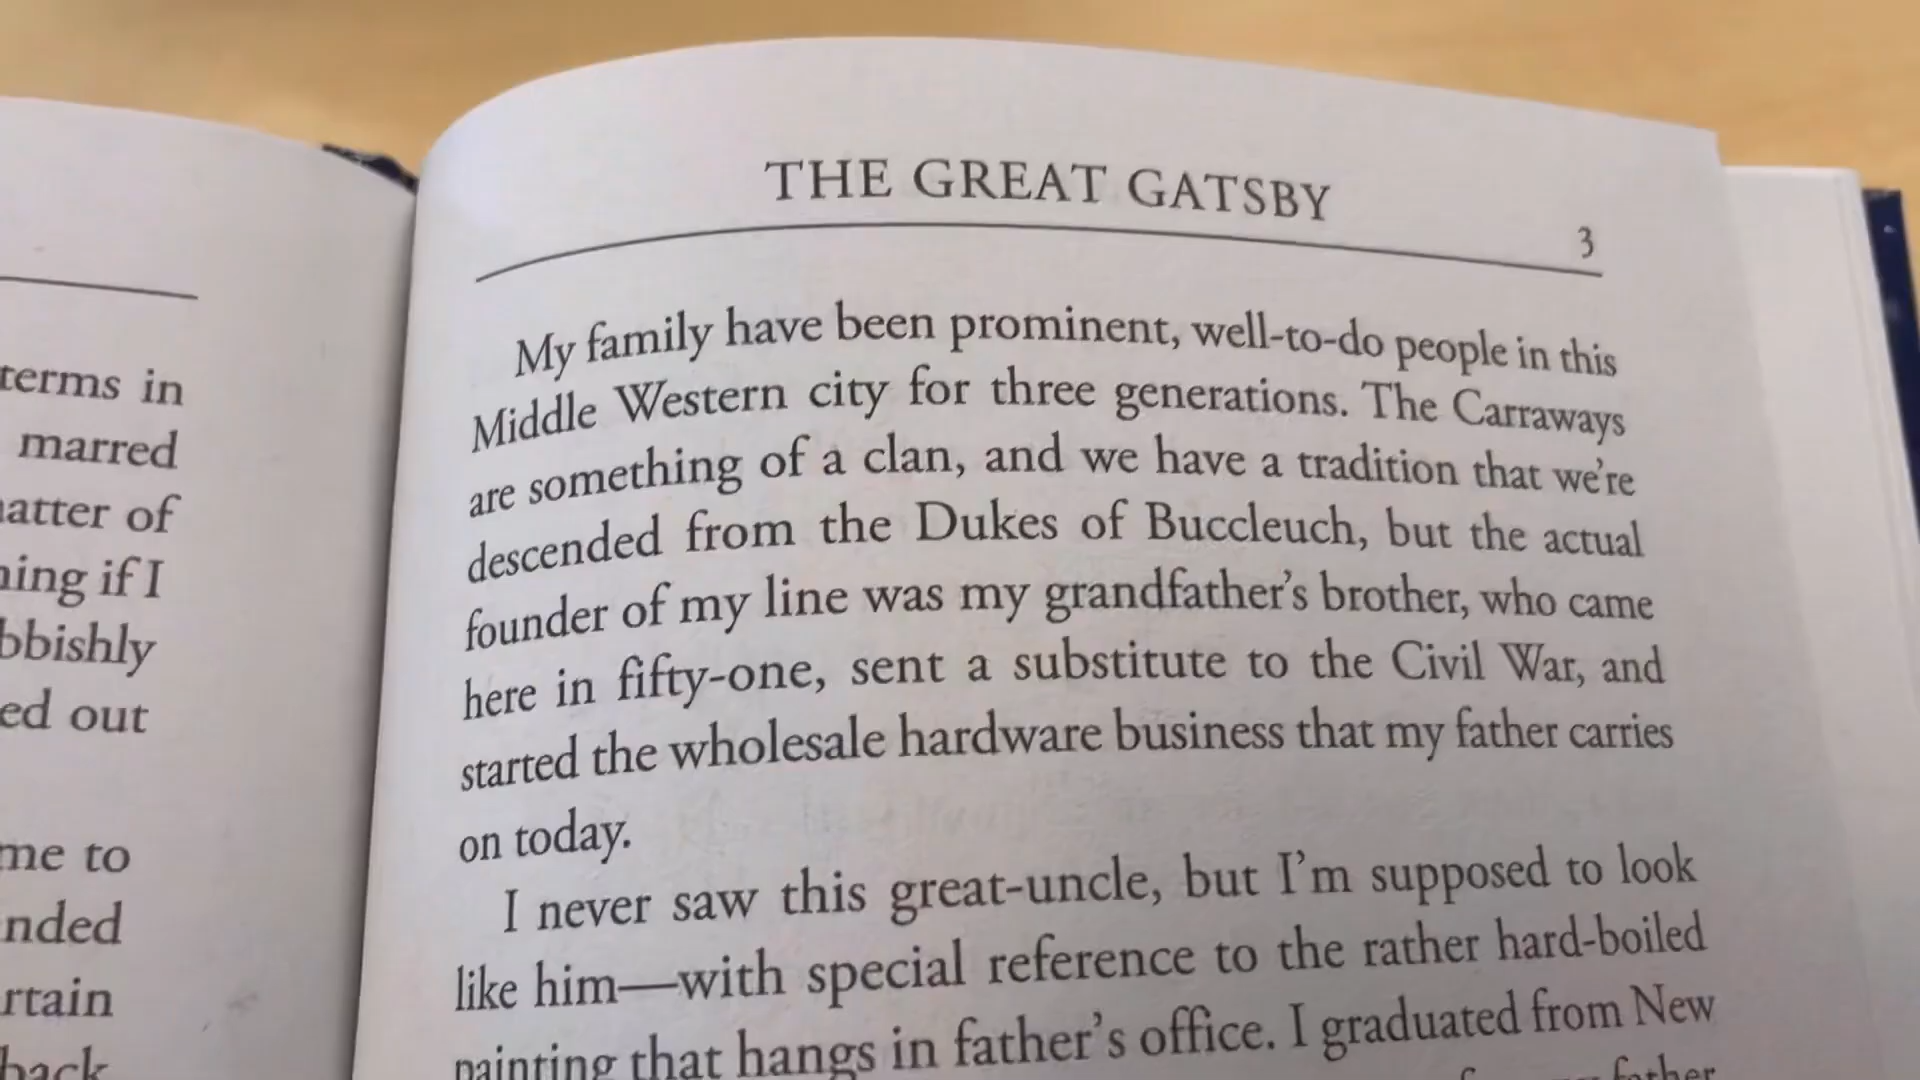 terms in
marred
atter of
ing if I
bbishly
ed out
me to
nded
rtain
back
THE GREAT GATSBY
3
My family have been prominent, well-to-do people in this
Middle Western city for three generations. The Carraways
are something of a clan, and we have a tradition that we're
descended from the Dukes of Buccleuch, but the actual
founder of my line was my grandfather's brother, who came
here in fifty-one, sent a substitute to the Civil War, and
started the wholesale hardware business that my father carries
on today.
I never saw this great-uncle, but I'm supposed to look
like him—with special reference to the rather hard-boiled
painting that hangs in father's office. I graduated from New
father